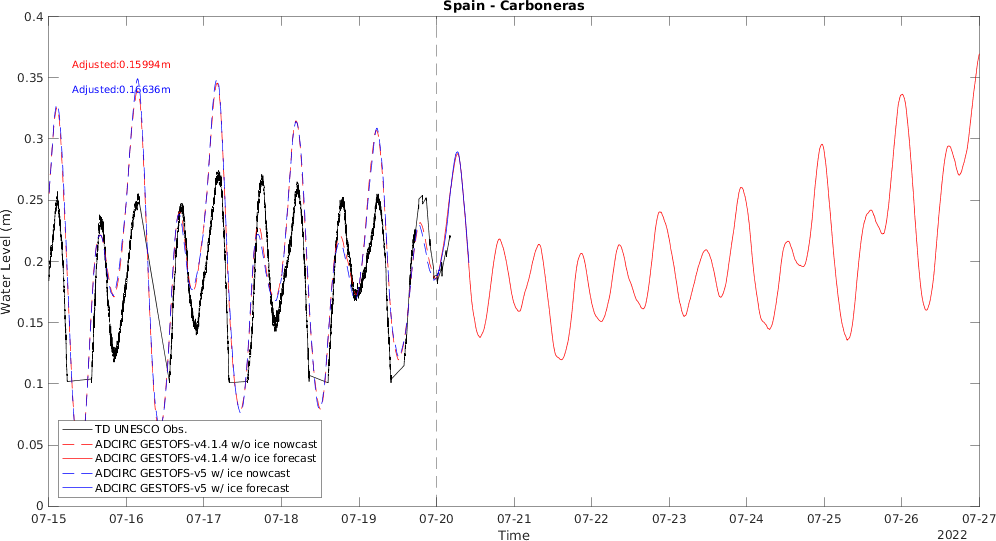 Spain - Carboneras
0.4
0.35
0.3
0.25
0.2
0.15
0.1
0.05
0
Water Level (m)
Adjusted:0.15994m
Adjusted:0.16636m
TD UNESCO Obs.
ADCIRC GESTOFS-v4.1.4 w/o ice nowcast
ADCIRC GESTOFS-v4.1.4 w/o ice forecast
ADCIRC GESTOFS-v5 w/ ice nowcast
ADCIRC GESTOFS-v5 w/ ice forecast
07-15 07-16 07-17 07-18 07-19 07-20 07-21 07-22 07-23 07-24 07-25 07-26 07-27
Time
2022